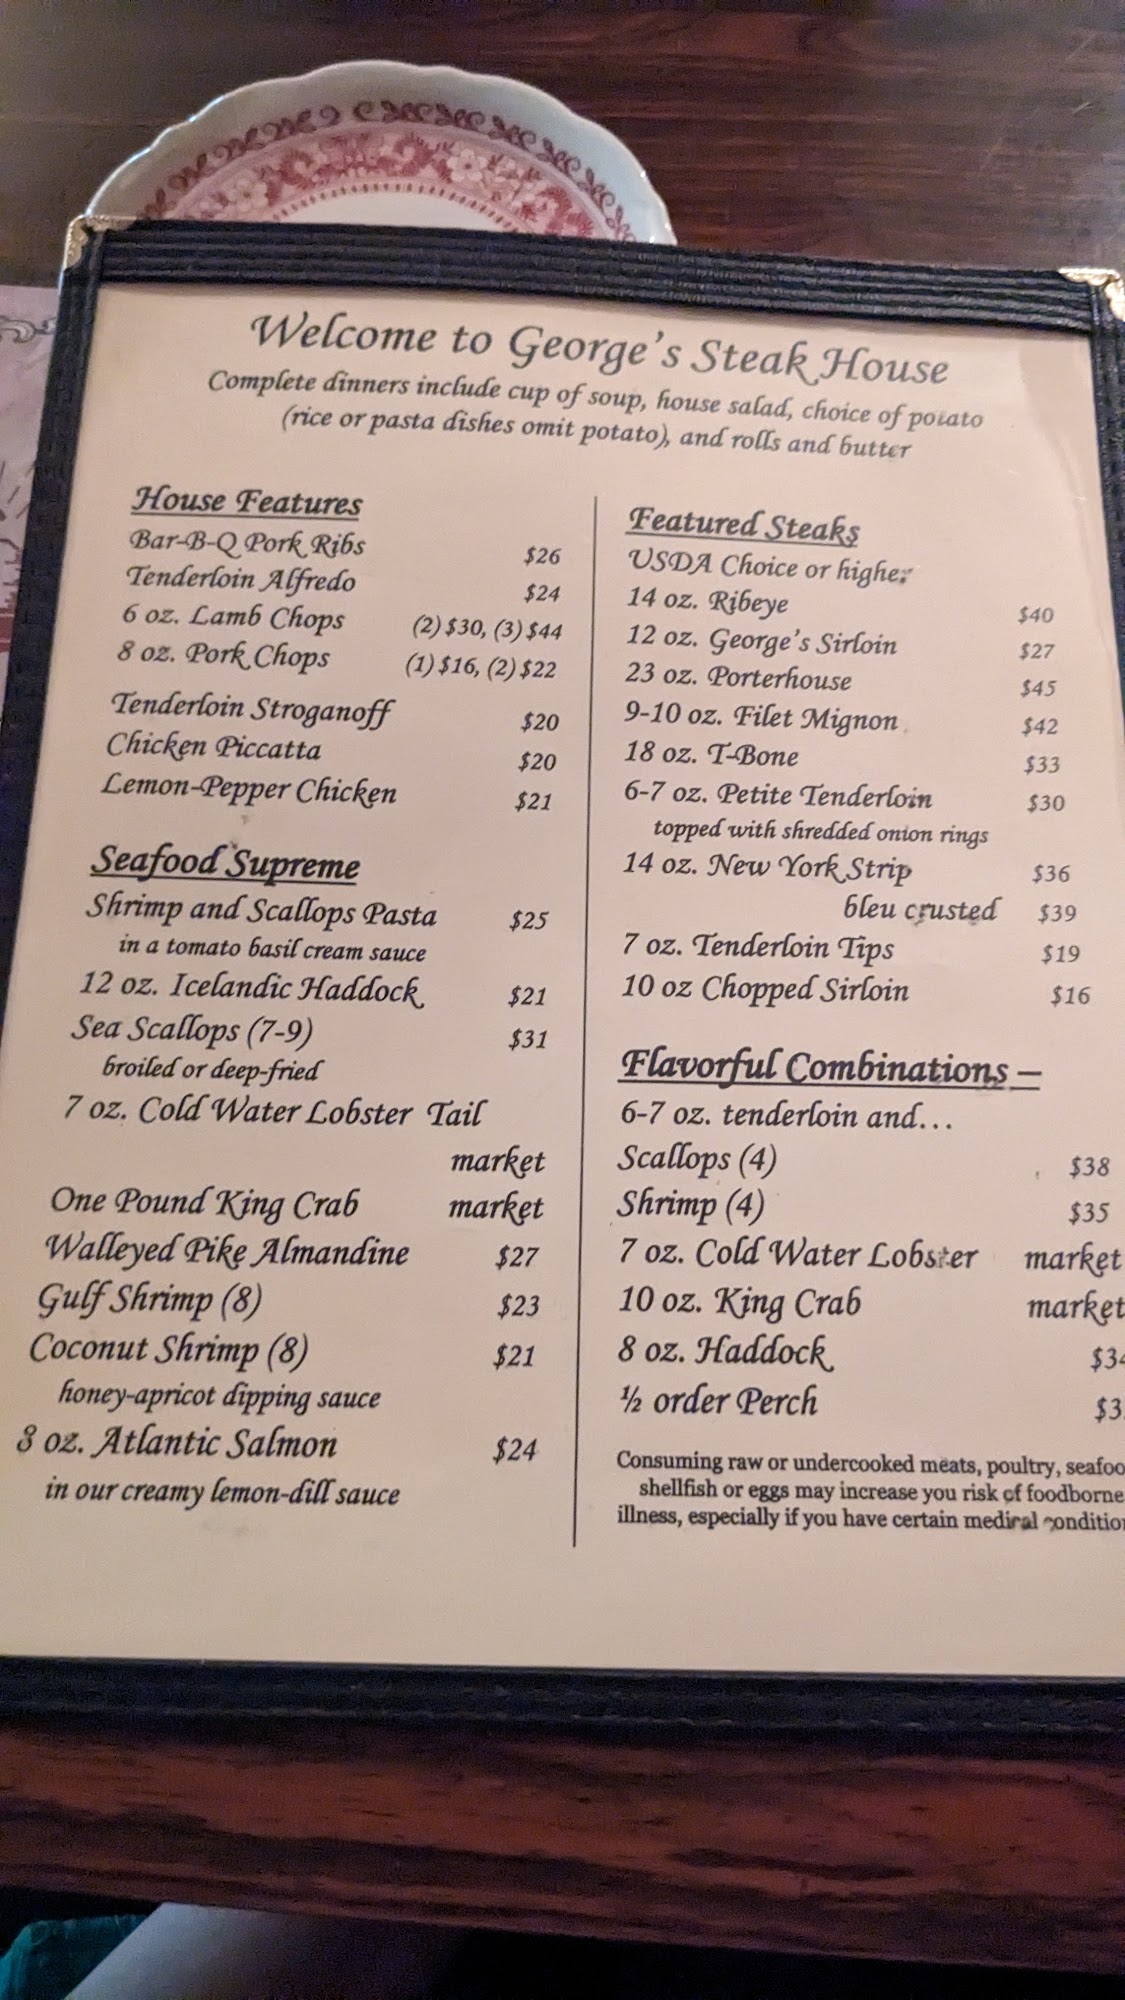 Welcome to George's Steak House
Complete dinners include cup of soup, house salad, choice of potato
(rice or pasta dishes omit potato), and rolls and butter
House Features
Bar-B-Q Pork Ribs $26
Tenderloin Alfredo $24
6 oz. Lamb Chops (2) $30, (3) $44
8 oz. Pork Chops (1) $16, (2) $22
Tenderloin Stroganoff $20
Chicken Piccatta $20
Lemon-Pepper Chicken $21
Seafood Supreme
Shrimp and Scallops Pasta $25
in a tomato basil cream sauce
12 oz. Icelandic Haddock $21
Sea Scallops (7-9) $31
broiled or deep-fried
7 oz. Cold Water Lobster Tail
market
One Pound King Crab market
Walleyed Pike Almandine $27
Gulf Shrimp (8) $23
Coconut Shrimp (8) $21
honey-apricot dipping sauce
8 oz. Atlantic Salmon $24
in our creamy lemon-dill sauce
Featured Steaks
USDA Choice or higher
14 oz. Ribeye $40
12 oz. George's Sirloin $27
23 oz. Porterhouse $45
9-10 oz. Filet Mignon $42
18 oz. T-Bone $33
6-7 oz. Petite Tenderloin $30
topped with shredded onion rings
14 oz. New York Strip $36
bleu crusted $39
7 oz. Tenderloin Tips $19
10 oz Chopped Sirloin $16
Flavorful Combinations –
6-7 oz. tenderloin and...
Scallops (4) $38
Shrimp (4) $35
7 oz. Cold Water Lobster market
10 oz. King Crab market
8 oz. Haddock $34
½ order Perch
Consuming raw or undercooked meats, poultry, seafoo
shellfish or eggs may increase you risk of foodborne
illness, especially if you have certain medical condition